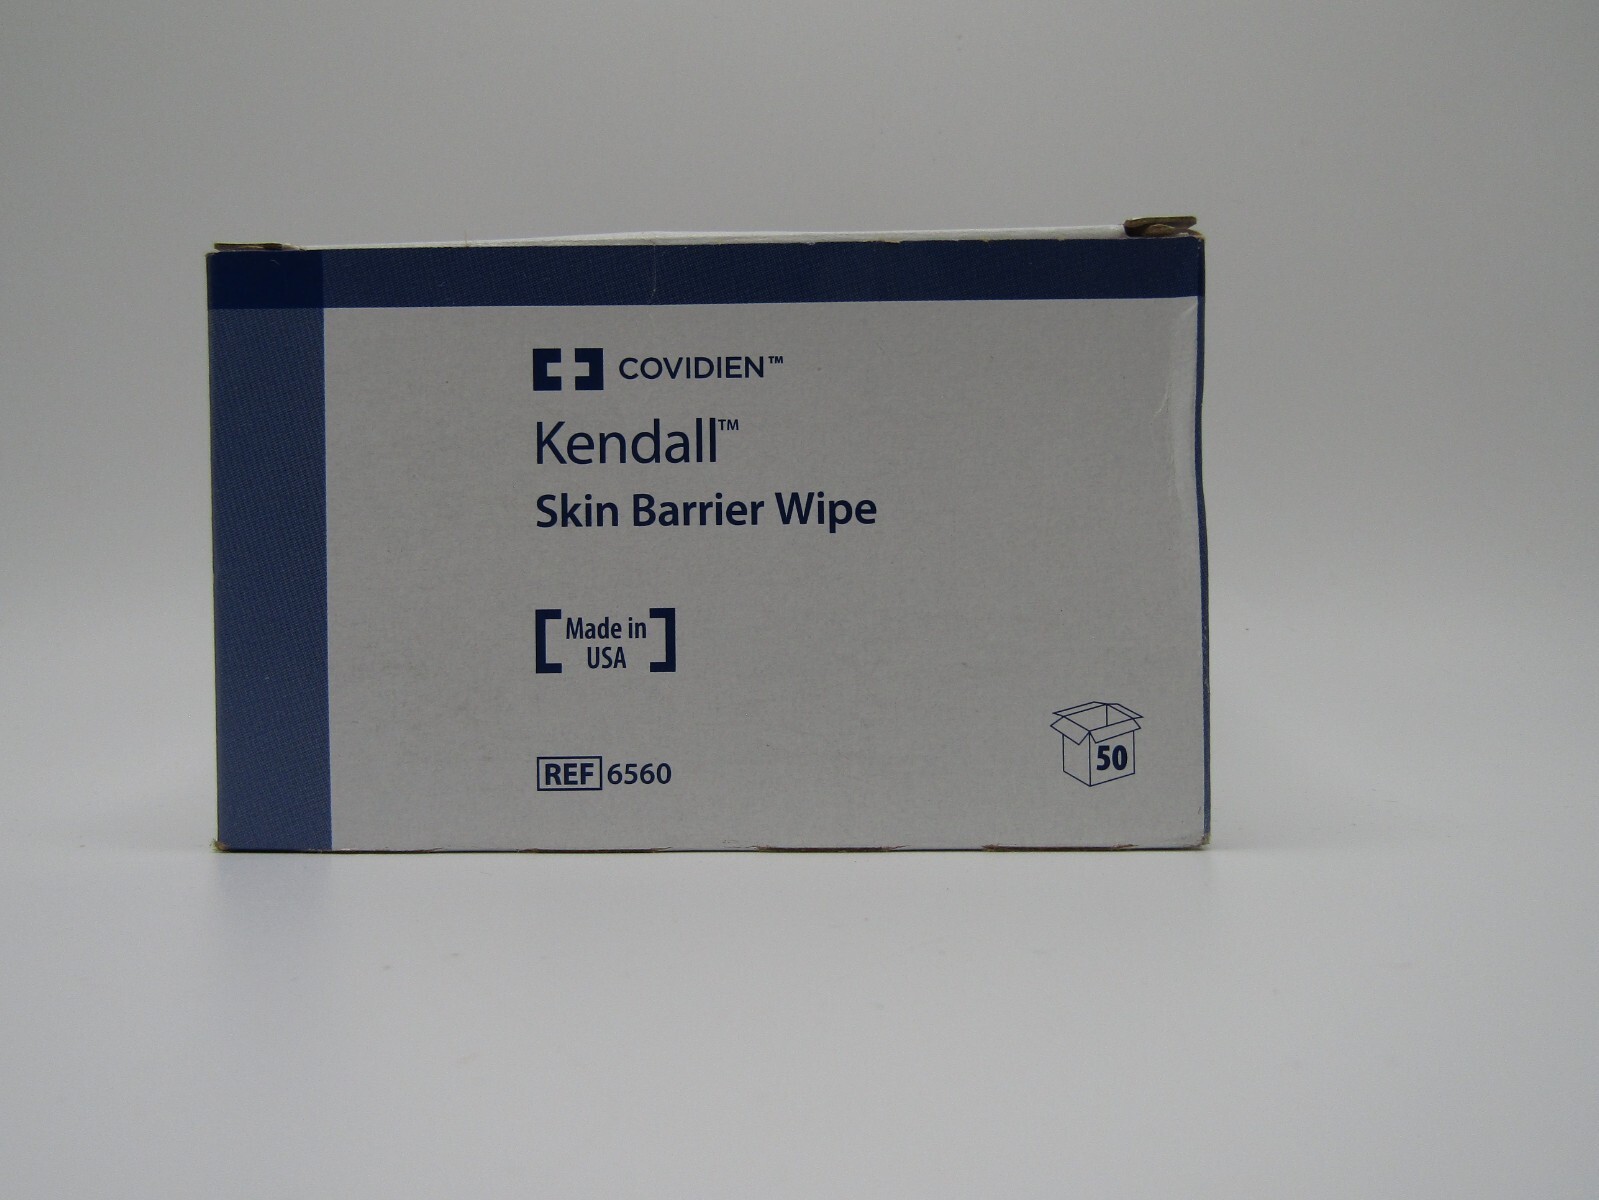 COVIDIEN™
Kendall™
Skin Barrier Wipe
Made in
USA
REF 6560
50